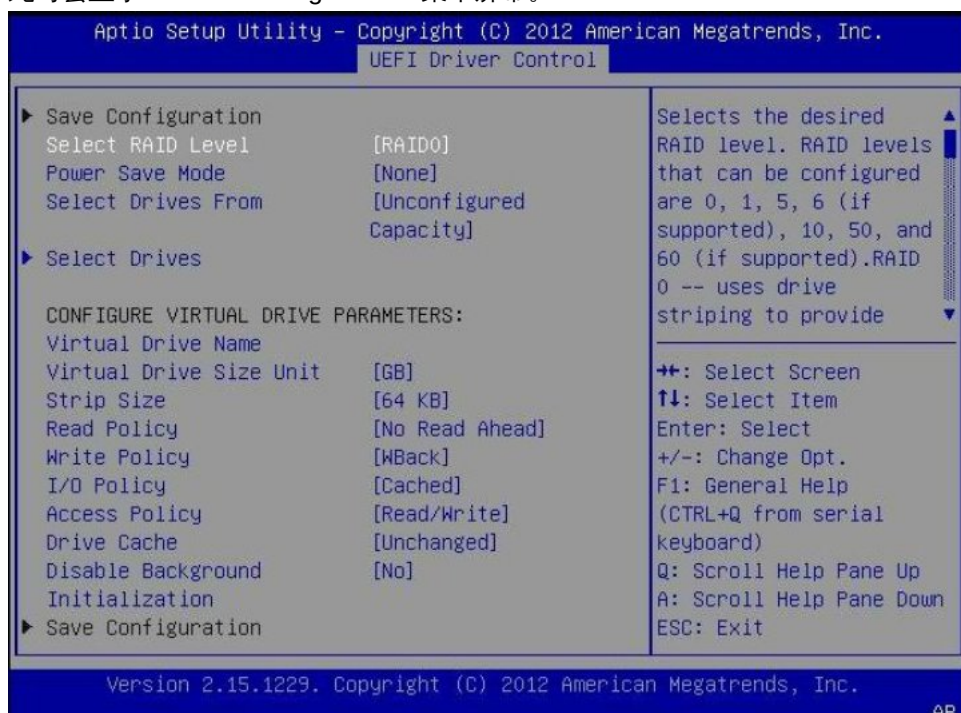 Aptio Setup Utility – Copyright (C) 2012 American Megatrends, Inc.
UEFI Driver Control
▶ Save Configuration
Select RAID Level [RAID0]
Power Save Mode [None]
Select Drives From [Unconfigured
Capacity]
▶ Select Drives
CONFIGURE VIRTUAL DRIVE PARAMETERS:
Virtual Drive Name
Virtual Drive Size Unit [GB]
Strip Size [64 KB]
Read Policy [No Read Ahead]
Write Policy [WBack]
I/O Policy [Cached]
Access Policy [Read/Write]
Drive Cache [Unchanged]
Disable Background [No]
Initialization
▶ Save Configuration
Selects the desired
RAID level. RAID levels
that can be configured
are 0, 1, 5, 6 (if
supported), 10, 50, and
60 (if supported).RAID
0 -- uses drive
striping to provide
→←: Select Screen
↑↓: Select Item
Enter: Select
+/-: Change Opt.
F1: General Help
(CTRL+Q from serial
keyboard)
Q: Scroll Help Pane Up
A: Scroll Help Pane Down
ESC: Exit
Version 2.15.1229. Copyright (C) 2012 American Megatrends, Inc.